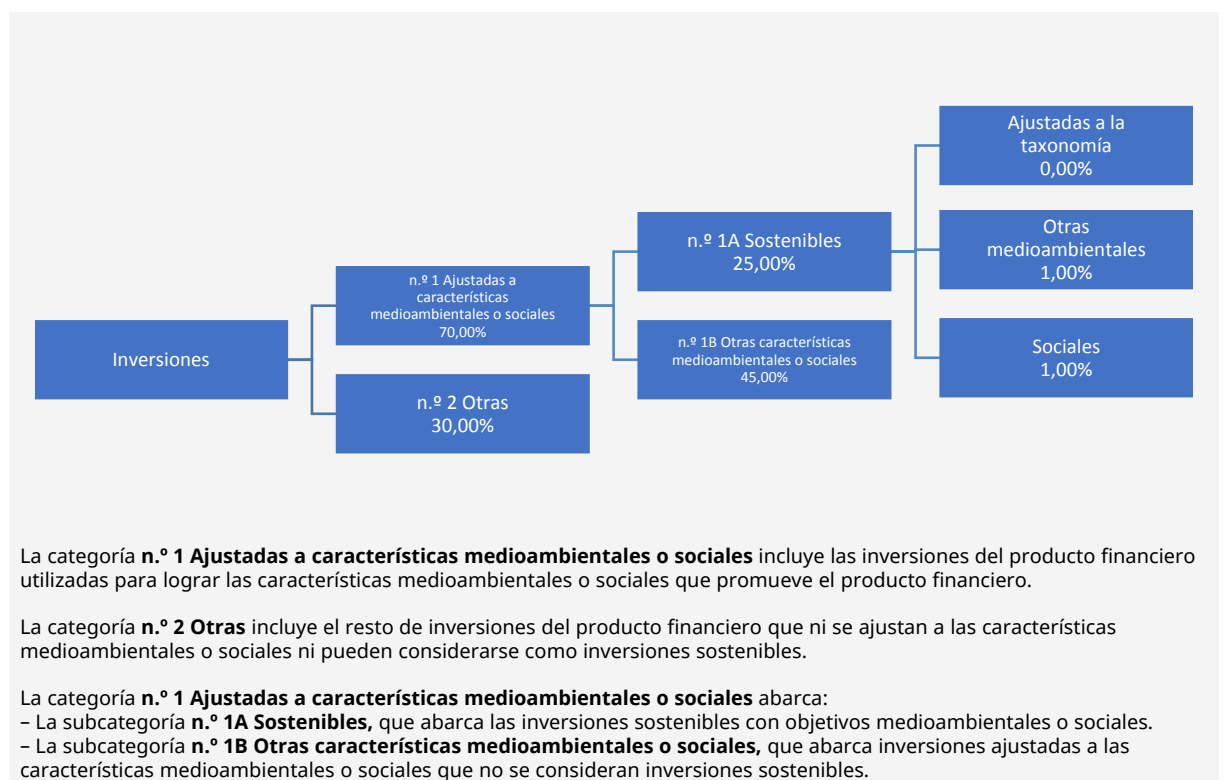 Inversiones
n.º 1 Ajustadas a
características
medioambientales o sociales
70,00%
n.º 2 Otras
30,00%
n.º 1A Sostenibles
25,00%
n.º 1B Otras características
medioambientales o sociales
45,00%
Ajustadas a la
taxonomía
0,00%
Otras
medioambientales
1,00%
Sociales
1,00%
La categoría n.º 1 Ajustadas a características medioambientales o sociales incluye las inversiones del producto financiero
utilizadas para lograr las características medioambientales o sociales que promueve el producto financiero.
La categoría n.º 2 Otras incluye el resto de inversiones del producto financiero que ni se ajustan a las características
medioambientales o sociales ni pueden considerarse como inversiones sostenibles.
La categoría n.º 1 Ajustadas a características medioambientales o sociales abarca:
– La subcategoría n.º 1A Sostenibles, que abarca las inversiones sostenibles con objetivos medioambientales o sociales.
– La subcategoría n.º 1B Otras características medioambientales o sociales, que abarca inversiones ajustadas a las
características medioambientales o sociales que no se consideran inversiones sostenibles.